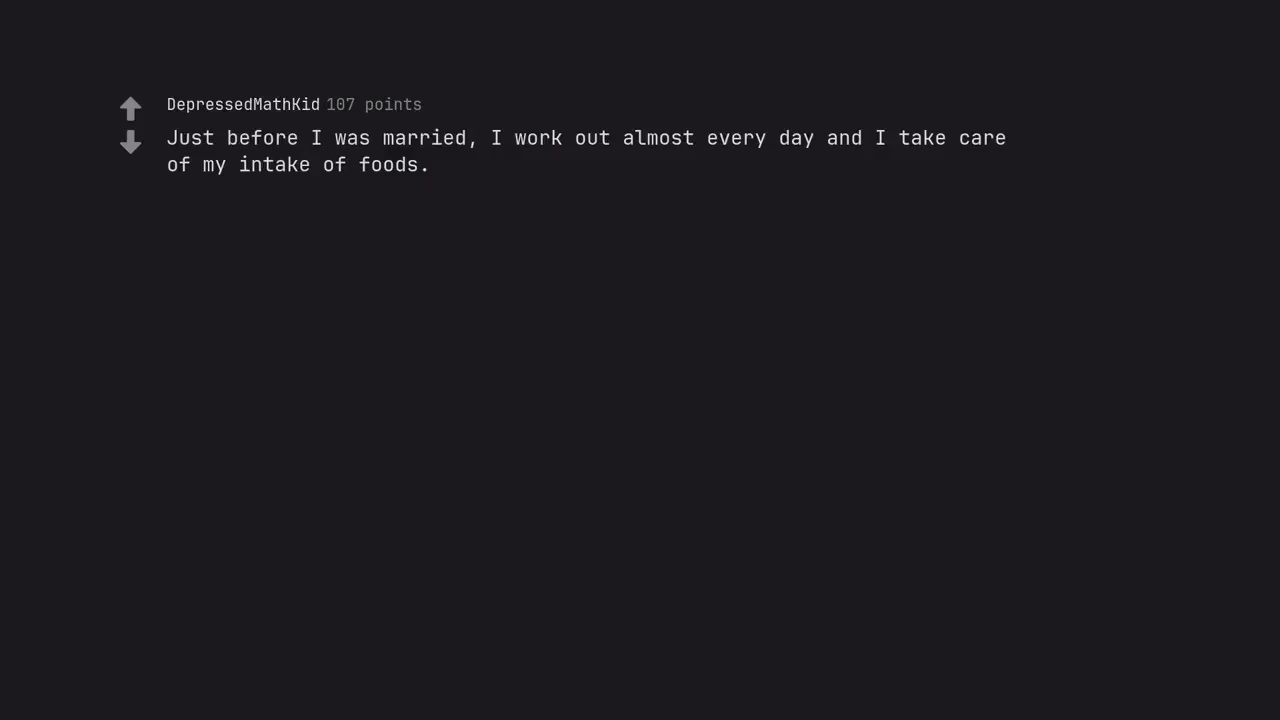 DepressedMathKid 107 points
Just before I was married, I work out almost every day and I take care
of my intake of foods.